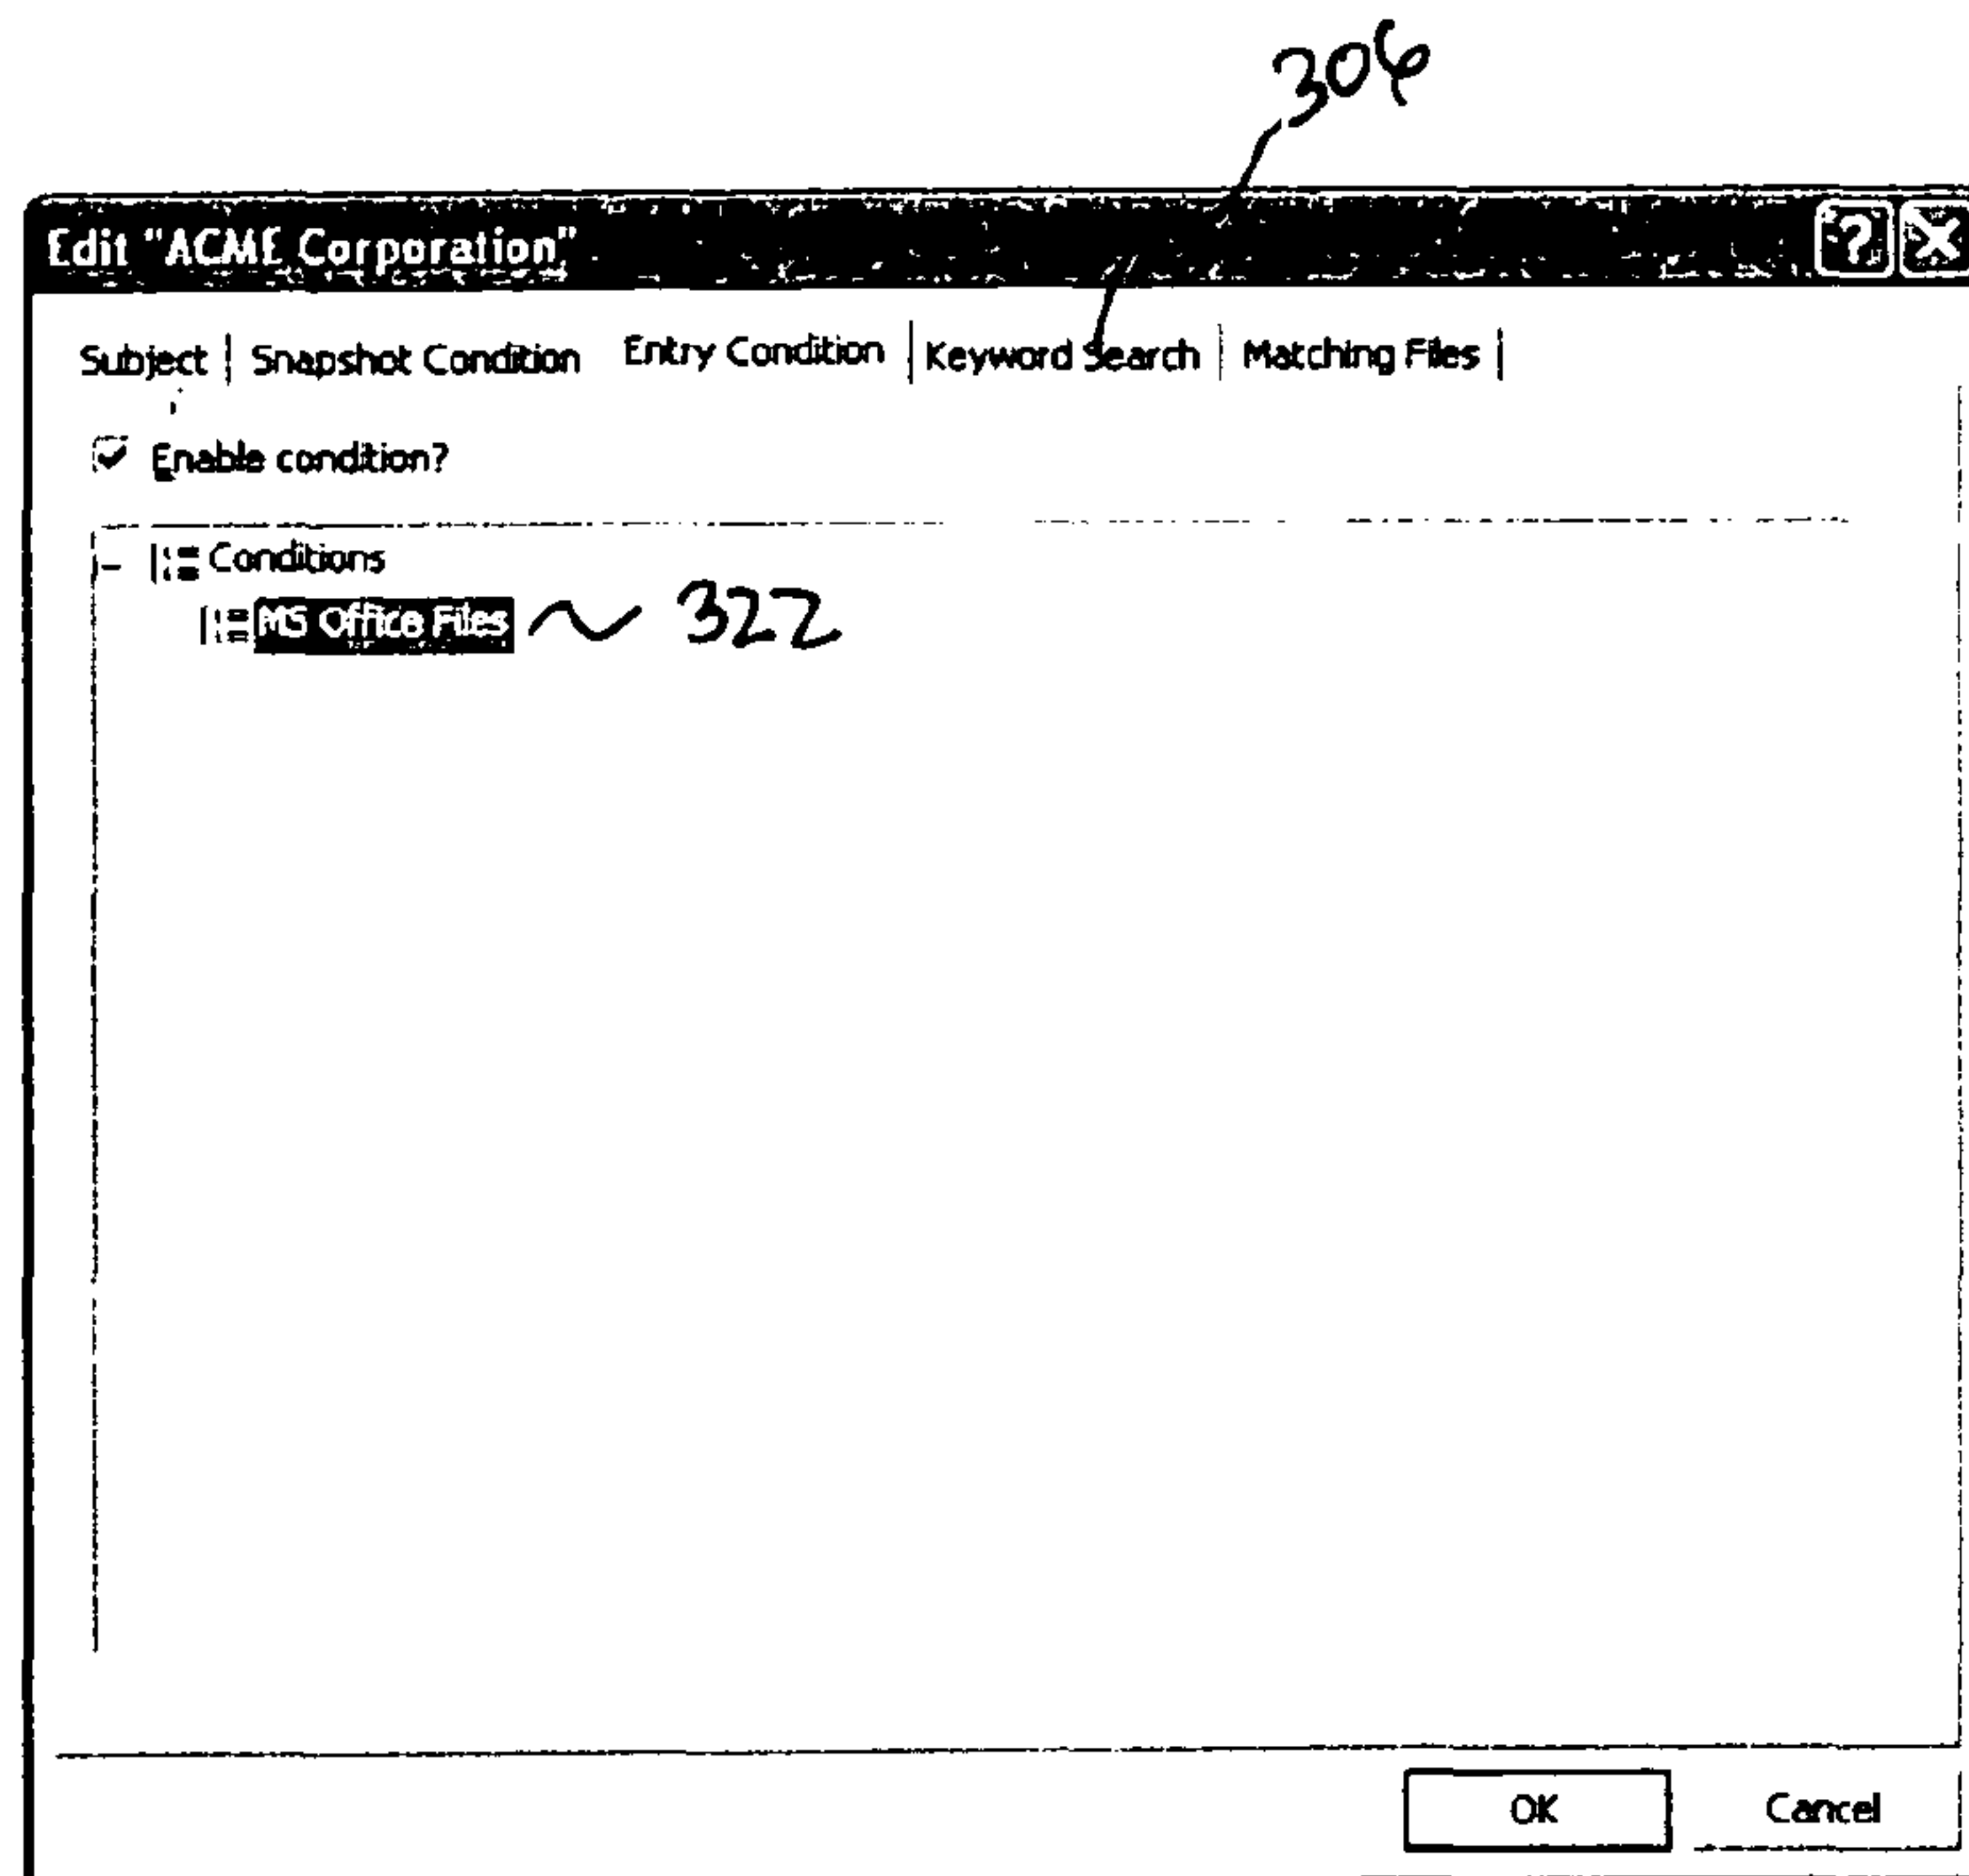 306
Edit "ACME Corporation"
Subject Snapshot Condition Entry Condition Keyword Search Matching Files
Enable condition?
Conditions
MS Office Files 322
OK Cancel